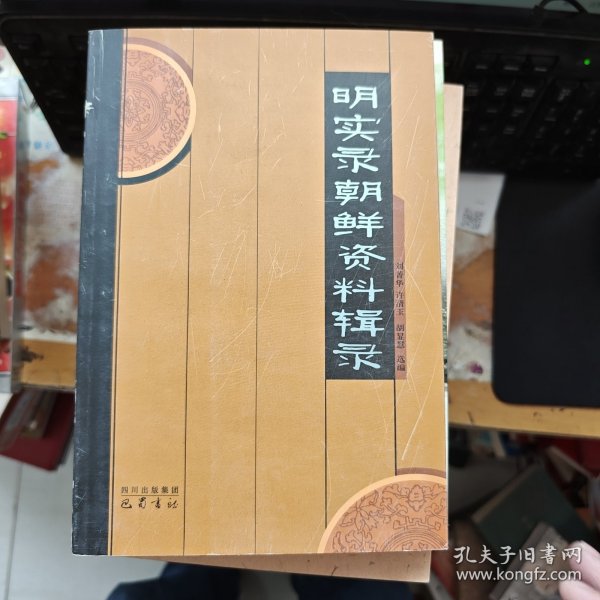 明实录朝鲜资料辑录
刘菁华 许清玉 胡显慧 选编
四川出版集团
巴蜀书社
孔夫子旧书网
www.kongfz.com